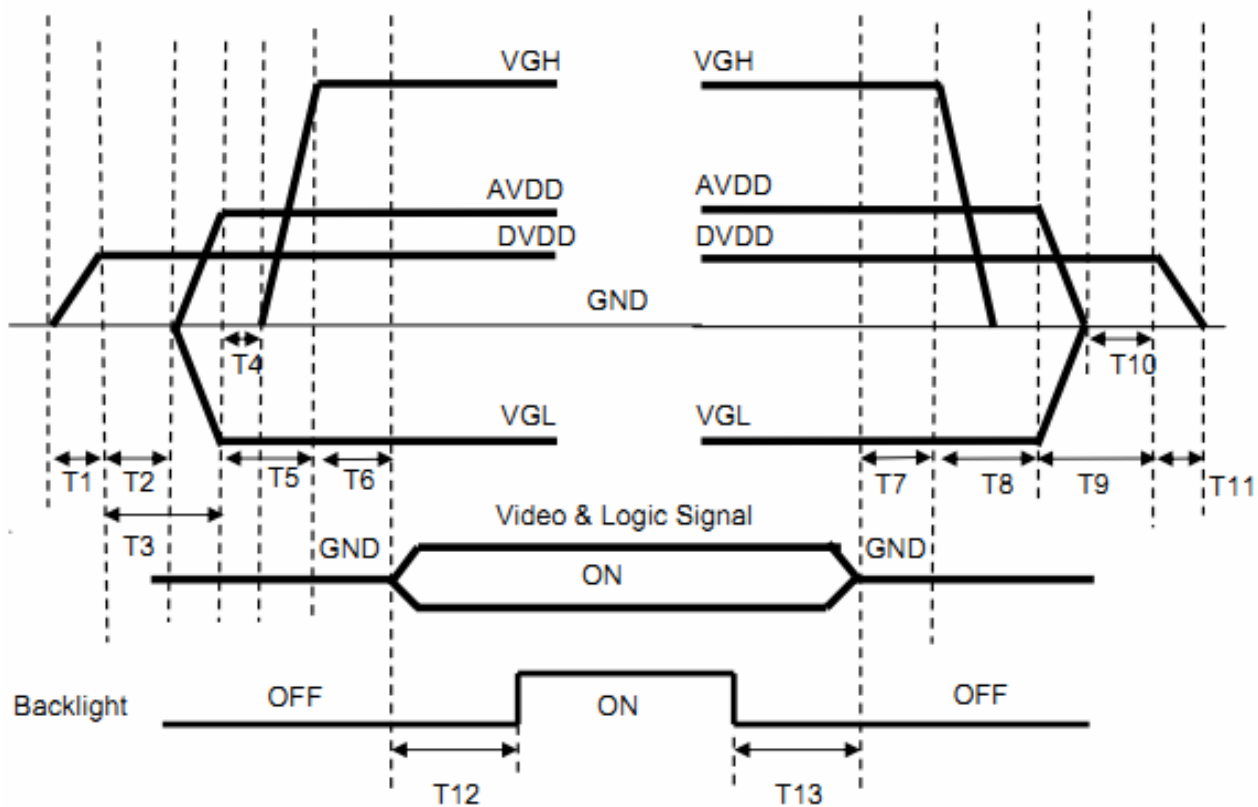 VGH VGH
AVDD AVDD
DVDD DVDD
GND
T4 T10
VGL VGL
T1 T2 T5 T6 T7 T8 T9 T11
Video & Logic Signal
T3
GND GND
ON
OFF OFF
Backlight ON
T12 T13